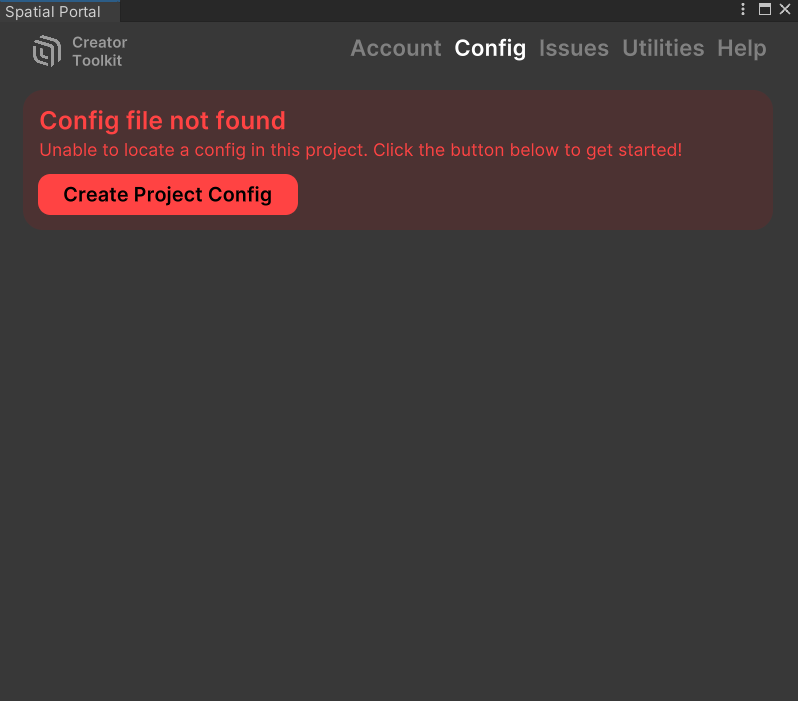 Spatial Portal
Creator
Toolkit
Account Config Issues Utilities Help
Config file not found
Unable to locate a config in this project. Click the button below to get started!
Create Project Config